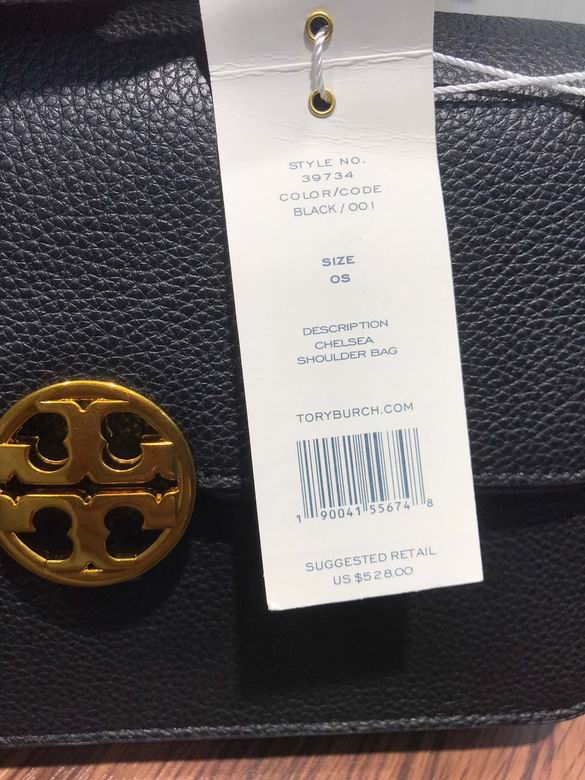 STYLE NO.
39734
COLOR/CODE
BLACK/001
SIZE
OS
DESCRIPTION
CHELSEA
SHOULDER BAG
TORYBURCH.COM
1 90041 55674 8
SUGGESTED RETAIL
US $528.00